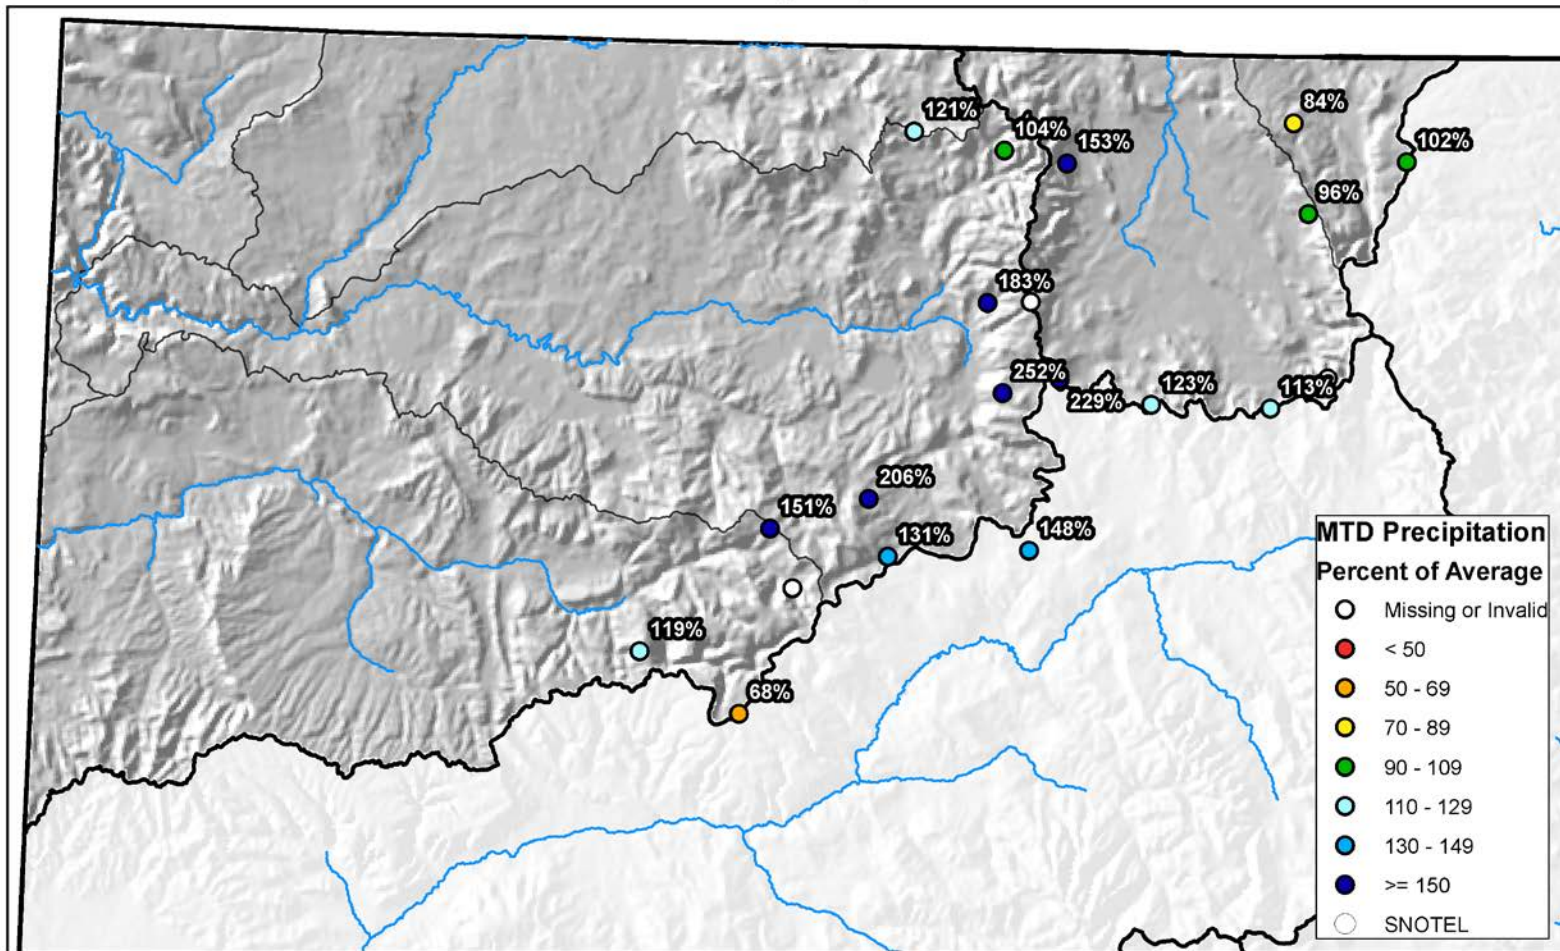 121%
104%
153%
84%
102%
96%
183%
252%
229%
123%
113%
206%
151%
131%
148%
119%
68%
MTD Precipitation
Percent of Average
Missing or Invalid
< 50
50 - 69
70 - 89
90 - 109
110 - 129
130 - 149
>= 150
SNOTEL